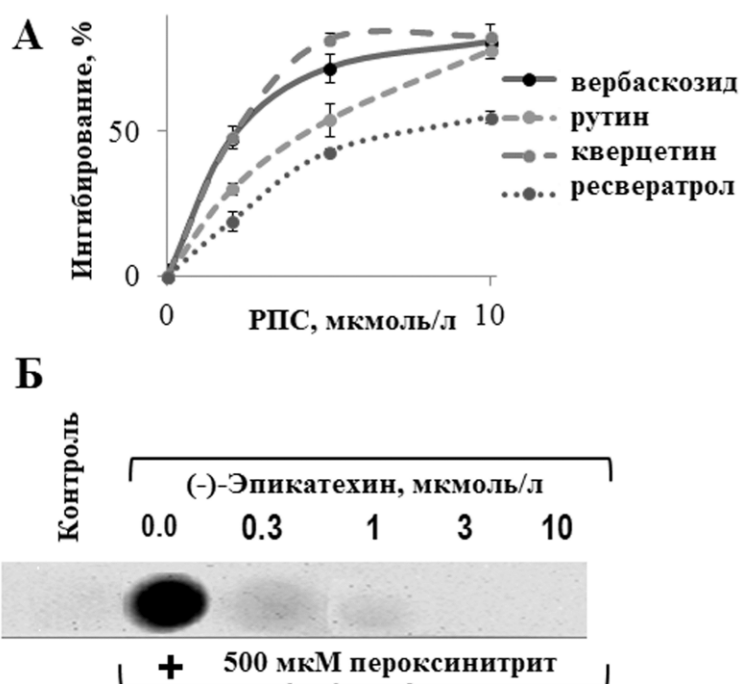 А
Ингибирование, %
50
0
0
РПС, мкмоль/л
10
вербаскозид
рутин
кверцетин
ресвератрол
Б
Контроль
(-)-Эпикатехин, мкмоль/л
0.0 0.3 1 3 10
+ 500 мкМ пероксинитрит